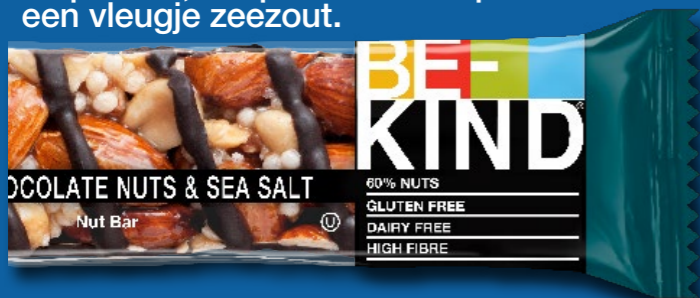 een vleugje zeezout.
BE-
KIND
®
OCOLATE NUTS & SEA SALT
Nut Bar
U
60% NUTS
GLUTEN FREE
DAIRY FREE
HIGH FIBRE